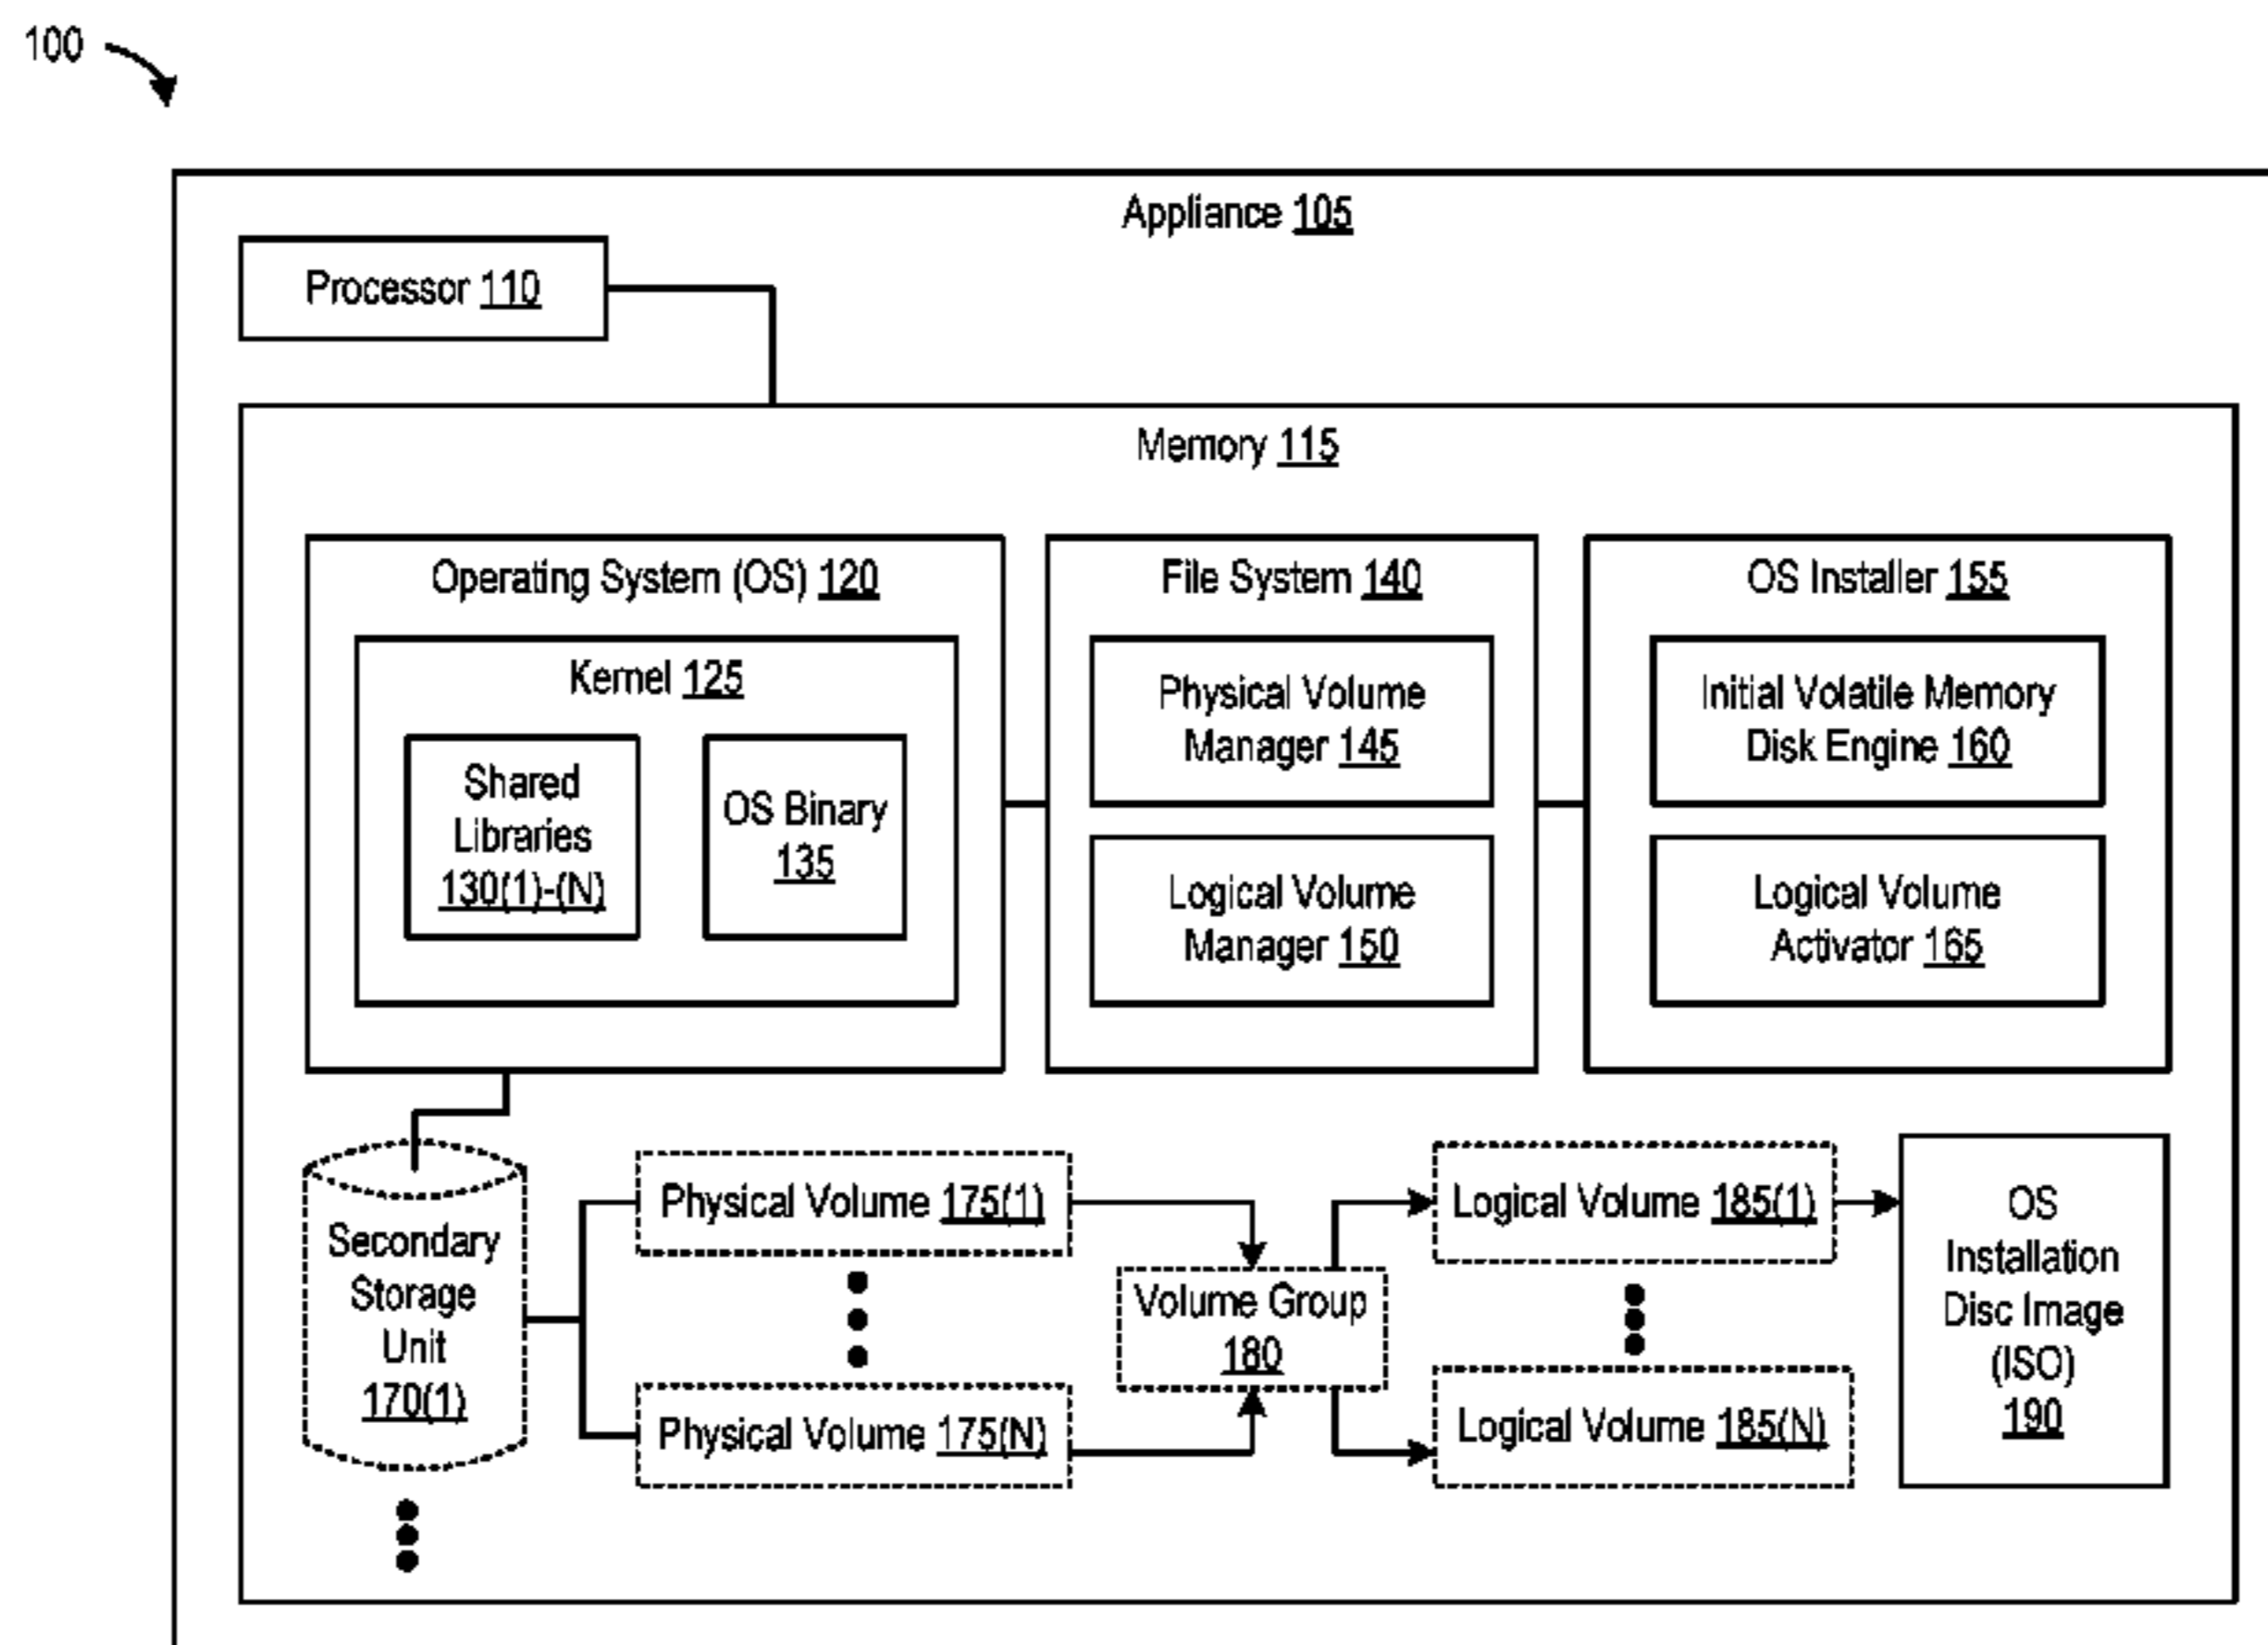 100
Appliance 105
Processor 110
Memory 115
Operating System (OS) 120
Kernel 125
Shared
Libraries
130(1)-(N)
OS Binary
135
File System 140
Physical Volume
Manager 145
Logical Volume
Manager 150
OS Installer 155
Initial Volatile Memory
Disk Engine 160
Logical Volume
Activator 165
Secondary
Storage
Unit
170(1)
Physical Volume 175(1)
Physical Volume 175(N)
Volume Group
180
Logical Volume 185(1)
Logical Volume 185(N)
OS
Installation
Disc Image
(ISO)
190